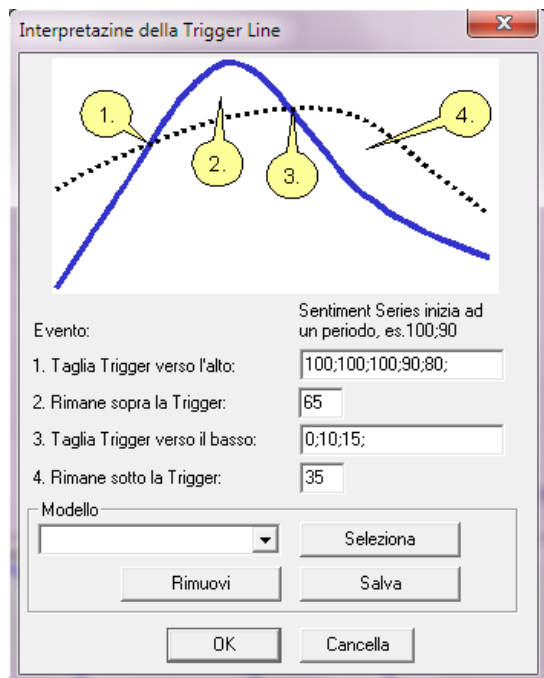 Interpretazine della Trigger Line
1.
2.
3.
4.
Evento:
Sentiment Series inizia ad
un periodo, es.100;90
1. Taglia Trigger verso l'alto:
100;100;100;90;80;
2. Rimane sopra la Trigger:
65
3. Taglia Trigger verso il basso:
0;10;15;
4. Rimane sotto la Trigger:
35
Modello
Seleziona
Rimuovi
Salva
OK
Cancella